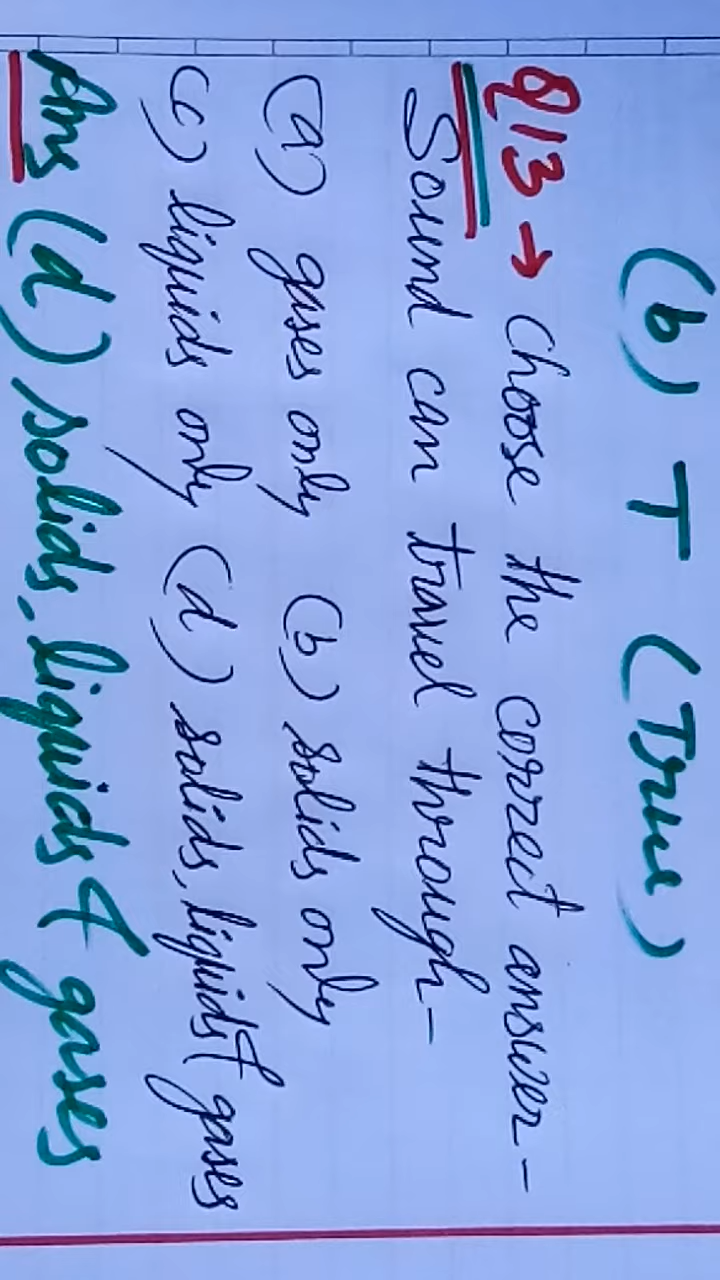 (b) T (True)
Q13 → Choose the correct answer-
Sound can travel through-
(a) gases only (b) solids only
(c) liquids only (d) solids, liquids & gases
Ans (d) solids, liquids & gases